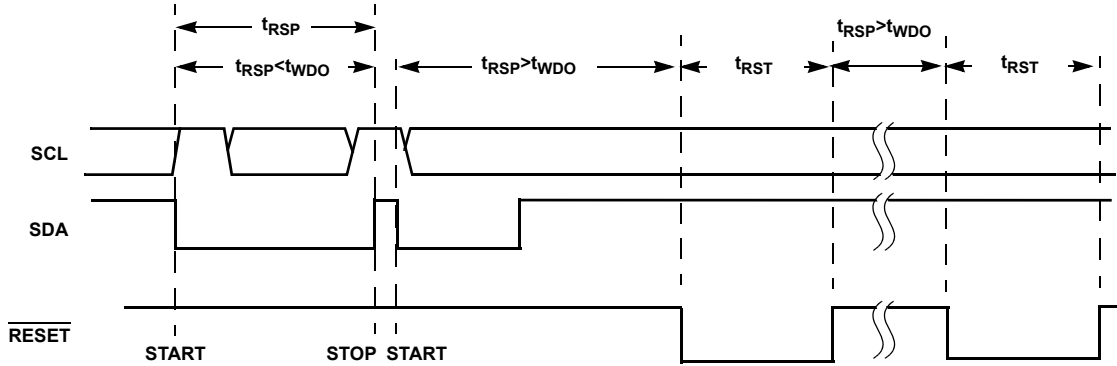 tRSP
tRSP>tWDO
tRSP<tWDO
tRSP>tWDO
tRST
tRST
SCL
SDA
RESET
START
STOP
START